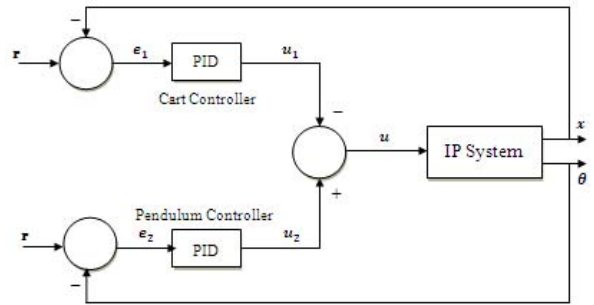 −
r
e₁
PID
u₁
Cart Controller
−
u
IP System
x
θ
+
Pendulum Controller
r
e₂
PID
u₂
−